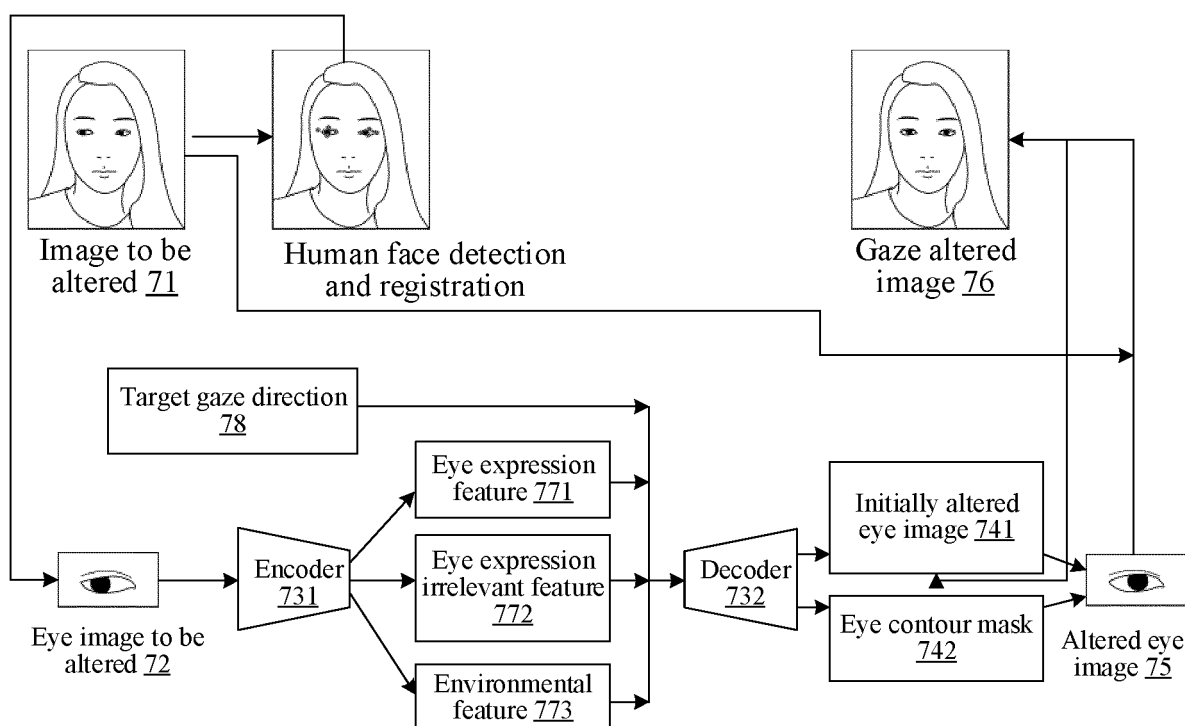 Image to be
altered 71
Human face detection
and registration
Gaze altered
image 76
Target gaze direction
78
Eye expression
feature 771
Eye expression
irrelevant feature
772
Environmental
feature 773
Encoder
731
Decoder
732
Initially altered
eye image 741
Eye contour mask
742
Eye image to be
altered 72
Altered eye
image 75